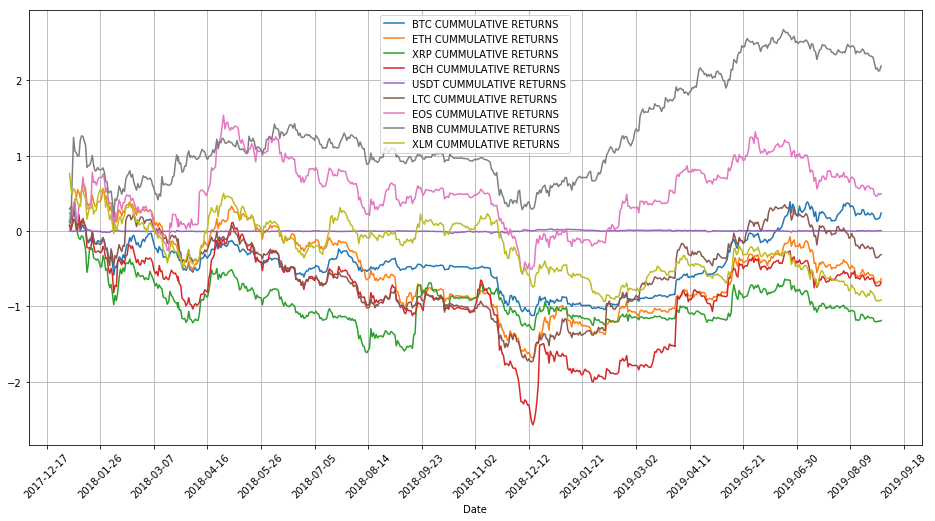 BTC CUMMULATIVE RETURNS
ETH CUMMULATIVE RETURNS
XRP CUMMULATIVE RETURNS
BCH CUMMULATIVE RETURNS
USDT CUMMULATIVE RETURNS
LTC CUMMULATIVE RETURNS
EOS CUMMULATIVE RETURNS
BNB CUMMULATIVE RETURNS
XLM CUMMULATIVE RETURNS
2
1
0
−1
−2
2017-12-17
2018-01-26
2018-03-07
2018-04-16
2018-05-26
2018-07-05
2018-08-14
2018-09-23
2018-11-02
2018-12-12
2019-01-21
2019-03-02
2019-04-11
2019-05-21
2019-06-30
2019-08-09
2019-09-18
Date